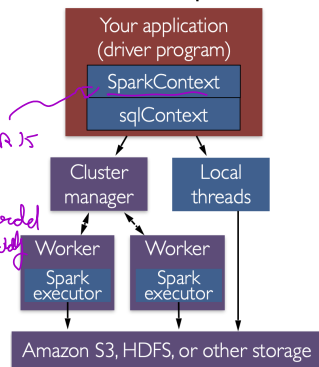 Your application
(driver program)
SparkContext
sqlContext
Cluster
manager
Local
threads
Worker
Spark
executor
Worker
Spark
executor
Amazon S3, HDFS, or other storage